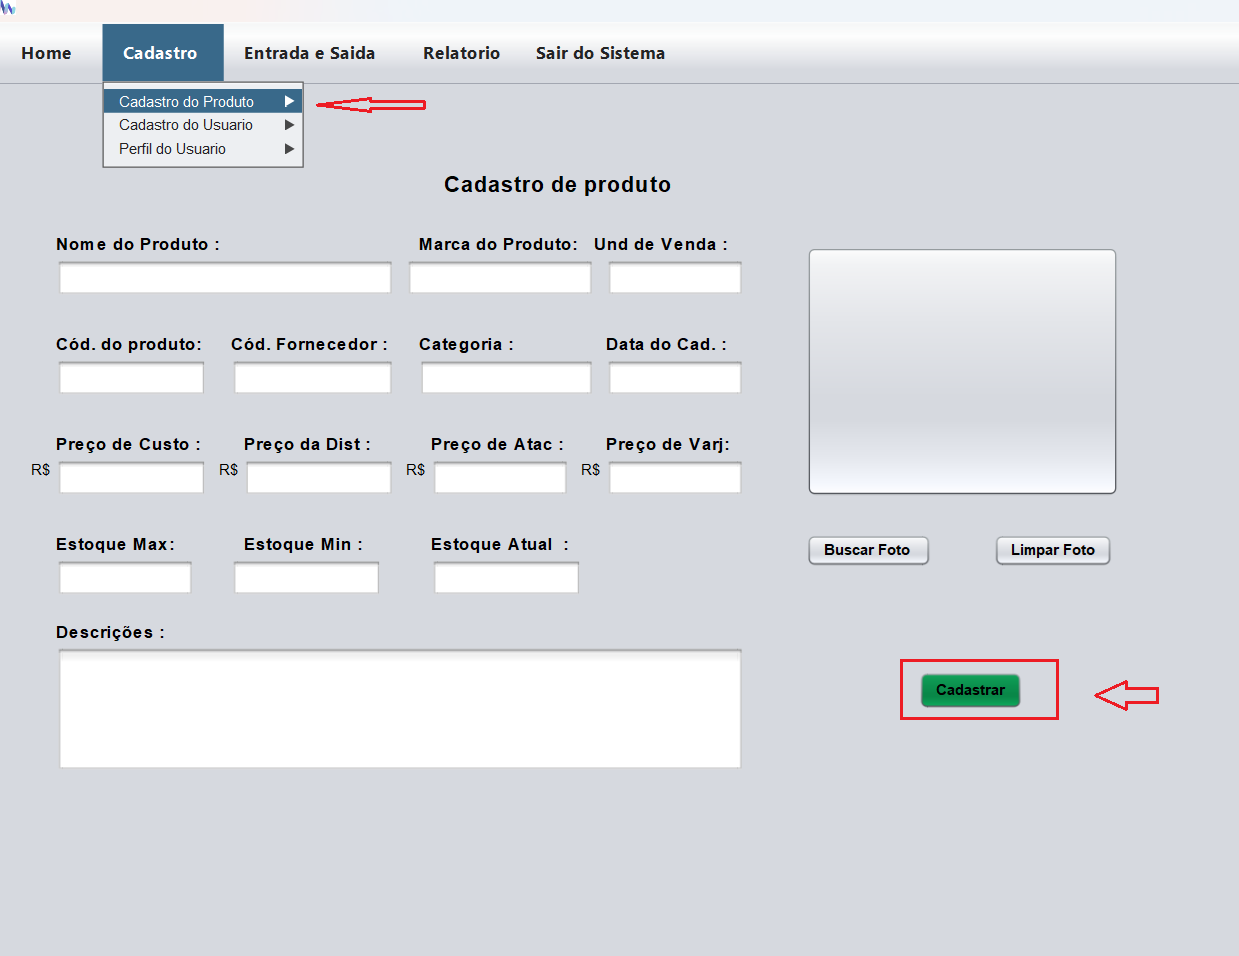 Home Cadastro Entrada e Saida Relatorio Sair do Sistema
Cadastro do Produto
Cadastro do Usuario
Perfil do Usuario
Cadastro de produto
Nome do Produto : Marca do Produto: Und de Venda :
Cód. do produto: Cód. Fornecedor : Categoria : Data do Cad. :
Preço de Custo : Preço da Dist : Preço de Atac : Preço de Varj:
R$ R$ R$ R$
Estoque Max: Estoque Min : Estoque Atual :
Buscar Foto Limpar Foto
Descrições :
Cadastrar